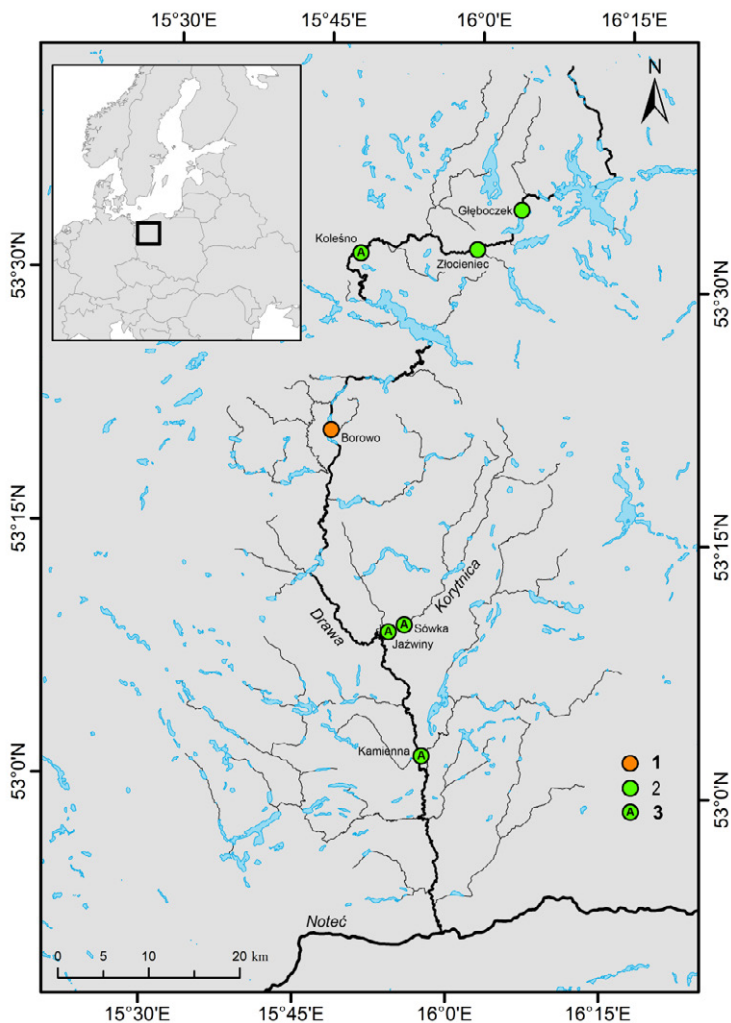 15°30'E 15°45'E 16°0'E 16°15'E
N
Głęboczek
Koleśno
Złocieniec
53°30'N
53°30'N
A
Borowo
53°15'N
53°15'N
Korytnica
Drawa
A
Sówka
A
Jaźwiny
Kamienna
A
53°0'N
1
2
53°0'N
A 3
Noteć
0 5 10 20 km
15°30'E 15°45'E 16°0'E 16°15'E